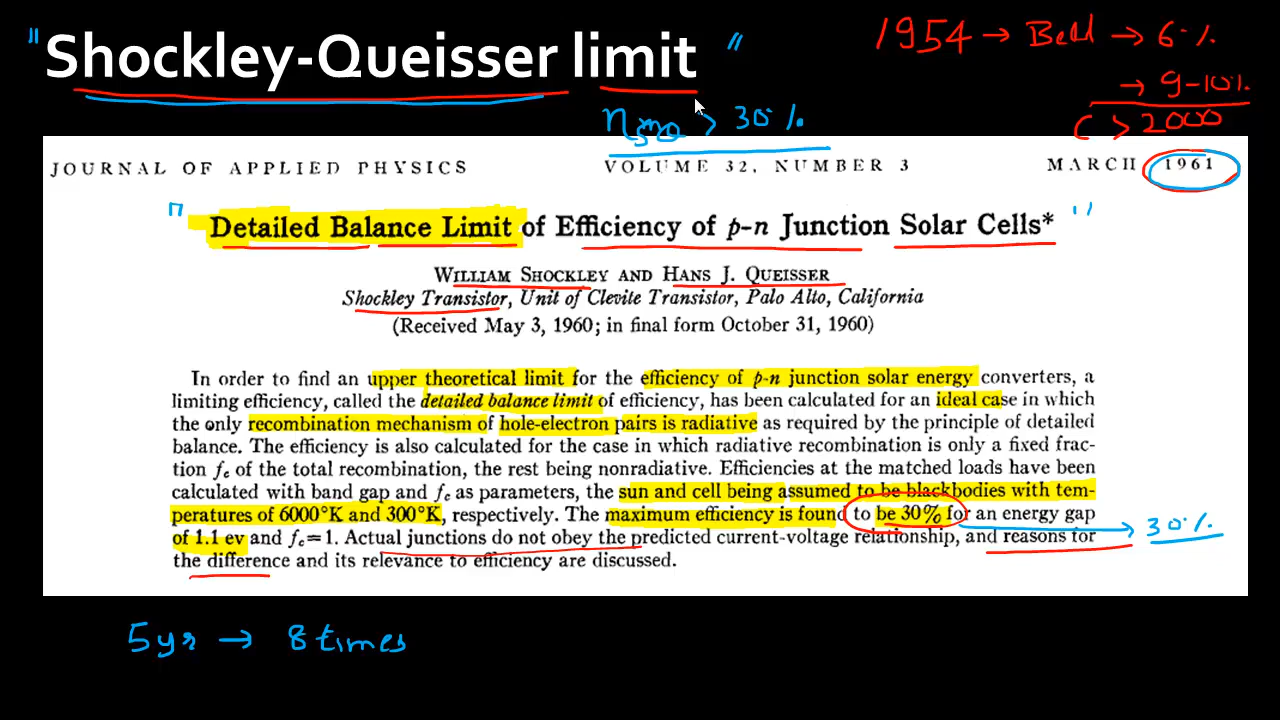 " Shockley-Queisser limit "
1954 → Bell → 6%
→ 9-10%
> 2000
> 30%
JOURNAL OF APPLIED PHYSICS VOLUME 32, NUMBER 3 MARCH 1961
" Detailed Balance Limit of Efficiency of p-n Junction Solar Cells* "
WILLIAM SHOCKLEY AND HANS J. QUEISSER
Shockley Transistor, Unit of Clevite Transistor, Palo Alto, California
(Received May 3, 1960; in final form October 31, 1960)
In order to find an upper theoretical limit for the efficiency of p-n junction solar energy converters, a
limiting efficiency, called the detailed balance limit of efficiency, has been calculated for an ideal case in which
the only recombination mechanism of hole-electron pairs is radiative as required by the principle of detailed
balance. The efficiency is also calculated for the case in which radiative recombination is only a fixed frac-
tion fc of the total recombination, the rest being nonradiative. Efficiencies at the matched loads have been
calculated with band gap and fc as parameters, the sun and cell being assumed to be blackbodies with tem-
peratures of 6000°K and 300°K, respectively. The maximum efficiency is found to be 30% for an energy gap
of 1.1 ev and fc=1. Actual junctions do not obey the predicted current-voltage relationship, and reasons for
the difference and its relevance to efficiency are discussed.
30%
5yr → 8 times